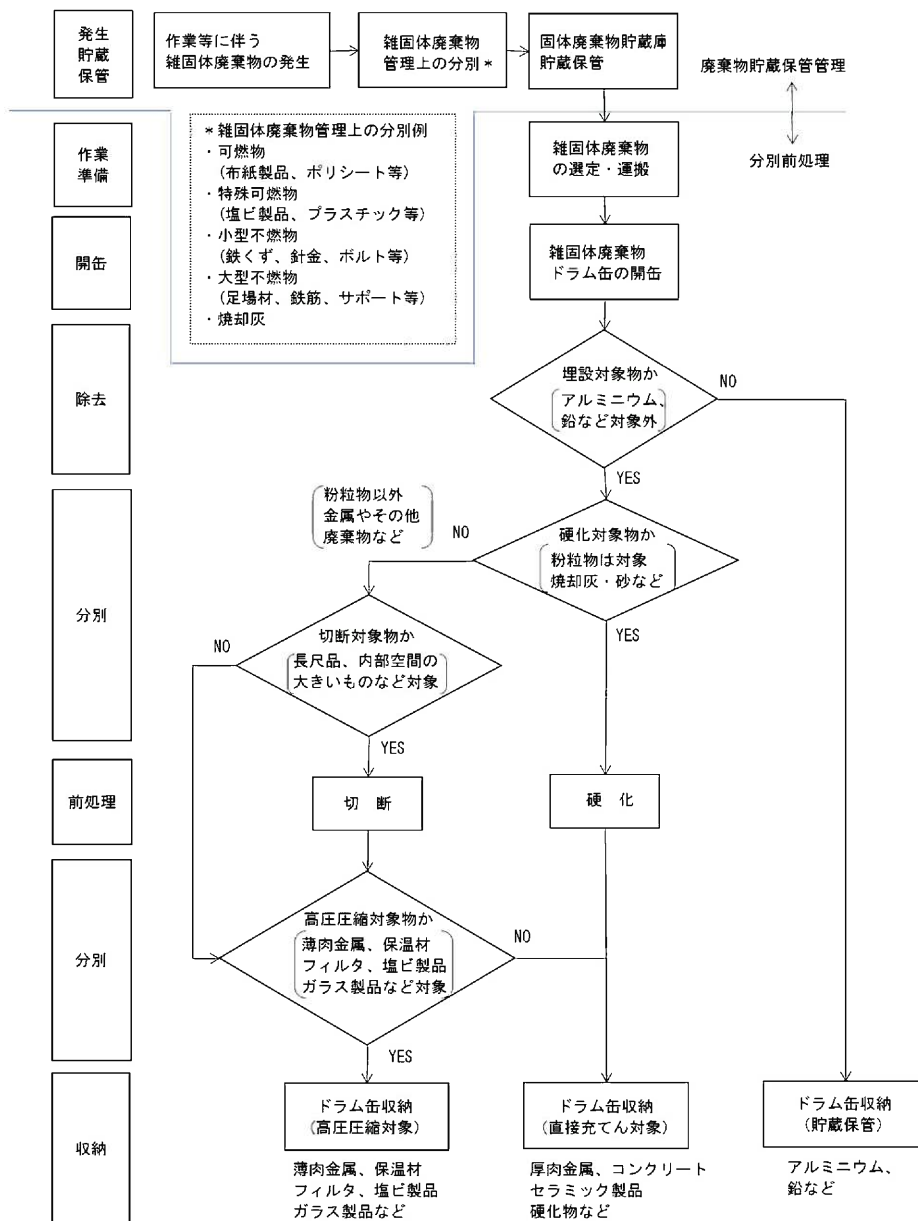 発生
貯蔵
保管
作業等に伴う
雑固体廃棄物の発生
雑固体廃棄物
管理上の分別*
固体廃棄物貯蔵庫
貯蔵保管
廃棄物貯蔵保管管理
分別前処理
作業
準備
*雑固体廃棄物管理上の分別例
・可燃物
(布紙製品、ポリシート等)
・特殊可燃物
(塩ビ製品、プラスチック等)
・小型不燃物
(鉄くず、針金、ボルト等)
・大型不燃物
(足場材、鉄筋、サポート等)
・焼却灰
雑固体廃棄物
の選定・運搬
開缶
雑固体廃棄物
ドラム缶の開缶
除去
埋設対象物か
アルミニウム、
鉛など対象外
NO
YES
分別
粉粒物以外
金属やその他
廃棄物など
NO
硬化対象物か
粉粒物は対象
焼却灰・砂など
YES
NO
切断対象物か
長尺品、内部空間の
大きいものなど対象
YES
前処理
切 断
硬 化
分別
高圧圧縮対象物か
薄肉金属、保温材
フィルタ、塩ビ製品
ガラス製品など対象
NO
YES
収納
ドラム缶収納
(高圧圧縮対象)
薄肉金属、保温材
フィルタ、塩ビ製品
ガラス製品など
ドラム缶収納
(直接充てん対象)
厚肉金属、コンクリート
セラミック製品
硬化物など
ドラム缶収納
(貯蔵保管)
アルミニウム、
鉛など